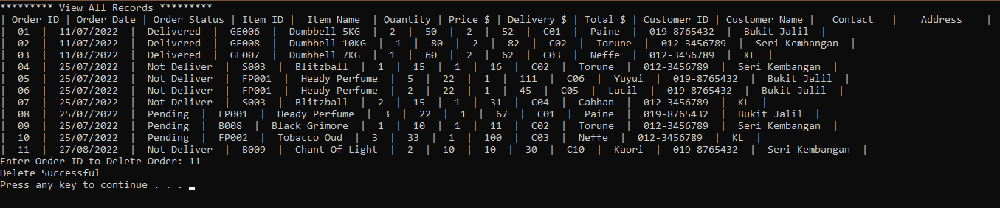 ********* View All Records *********
| Order ID | Order Date | Order Status | Item ID |  Item Name  | Quantity | Price $ | Delivery $ | Total $ | Customer ID | Customer Name |   Contact   |    Address    |
|  01  |  11/07/2022  |  Delivered  |  GE006  |  Dumbbell 5KG  |  2  |  50  |  2  |  52  |  C01  |  Paine  |  019-8765432  |  Bukit Jalil  |
|  02  |  11/07/2022  |  Delivered  |  GE008  |  Dumbbell 10KG  |  1  |  80  |  2  |  82  |  C02  |  Torune  |  012-3456789  |  Seri Kembangan  |
|  03  |  11/07/2022  |  Delivered  |  GE007  |  Dumbbell 7KG  |  1  |  60  |  2  |  62  |  C03  |  Neffe  |  012-3456789  |  KL  |
|  04  |  25/07/2022  |  Not Deliver  |  S003  |  Blitzball  |  1  |  15  |  1  |  16  |  C02  |  Torune  |  012-3456789  |  Seri Kembangan  |
|  05  |  25/07/2022  |  Not Deliver  |  FP001  |  Heady Perfume  |  5  |  22  |  1  |  111  |  C06  |  Yuyui  |  019-8765432  |  Bukit Jalil  |
|  06  |  25/07/2022  |  Not Deliver  |  FP001  |  Heady Perfume  |  2  |  22  |  1  |  45  |  C05  |  Lucil  |  019-8765432  |  Bukit Jalil  |
|  07  |  25/07/2022  |  Not Deliver  |  S003  |  Blitzball  |  2  |  15  |  1  |  31  |  C04  |  Cahhan  |  012-3456789  |  KL  |
|  08  |  25/07/2022  |  Pending  |  FP001  |  Heady Perfume  |  3  |  22  |  1  |  67  |  C01  |  Paine  |  019-8765432  |  Bukit Jalil  |
|  09  |  25/07/2022  |  Pending  |  B008  |  Black Grimore  |  1  |  10  |  1  |  11  |  C02  |  Torune  |  012-3456789  |  Seri Kembangan  |
|  10  |  25/07/2022  |  Pending  |  FP002  |  Tobacco Oud  |  3  |  33  |  1  |  100  |  C03  |  Neffe  |  012-3456789  |  KL  |
|  11  |  27/08/2022  |  Not Deliver  |  B009  |  Chant Of Light  |  2  |  10  |  10  |  30  |  C10  |  Kaori  |  019-8765432  |  Seri Kembangan  |
Enter Order ID to Delete Order: 11
Delete Successful
Press any key to continue . . .